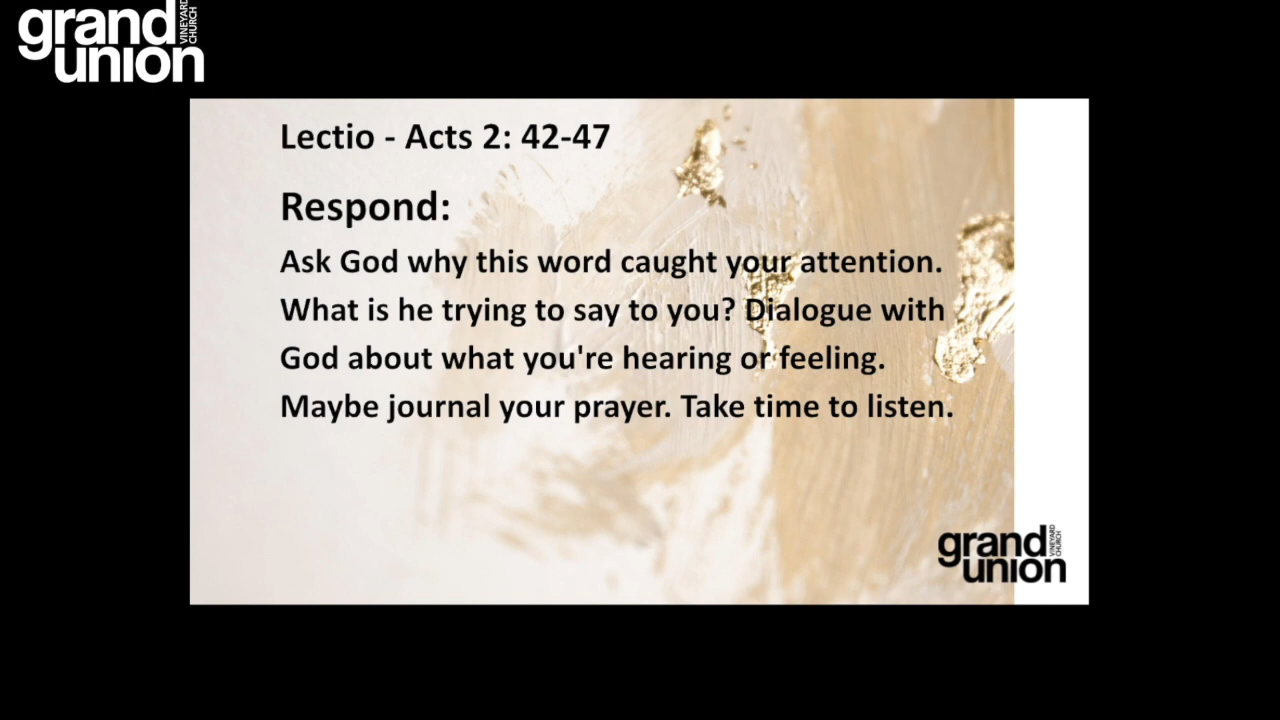 grand
union
VINEYARD
CHURCH
Lectio - Acts 2: 42-47
Respond:
Ask God why this word caught your attention.
What is he trying to say to you? Dialogue with
God about what you're hearing or feeling.
Maybe journal your prayer. Take time to listen.
grand
union
VINEYARD
CHURCH